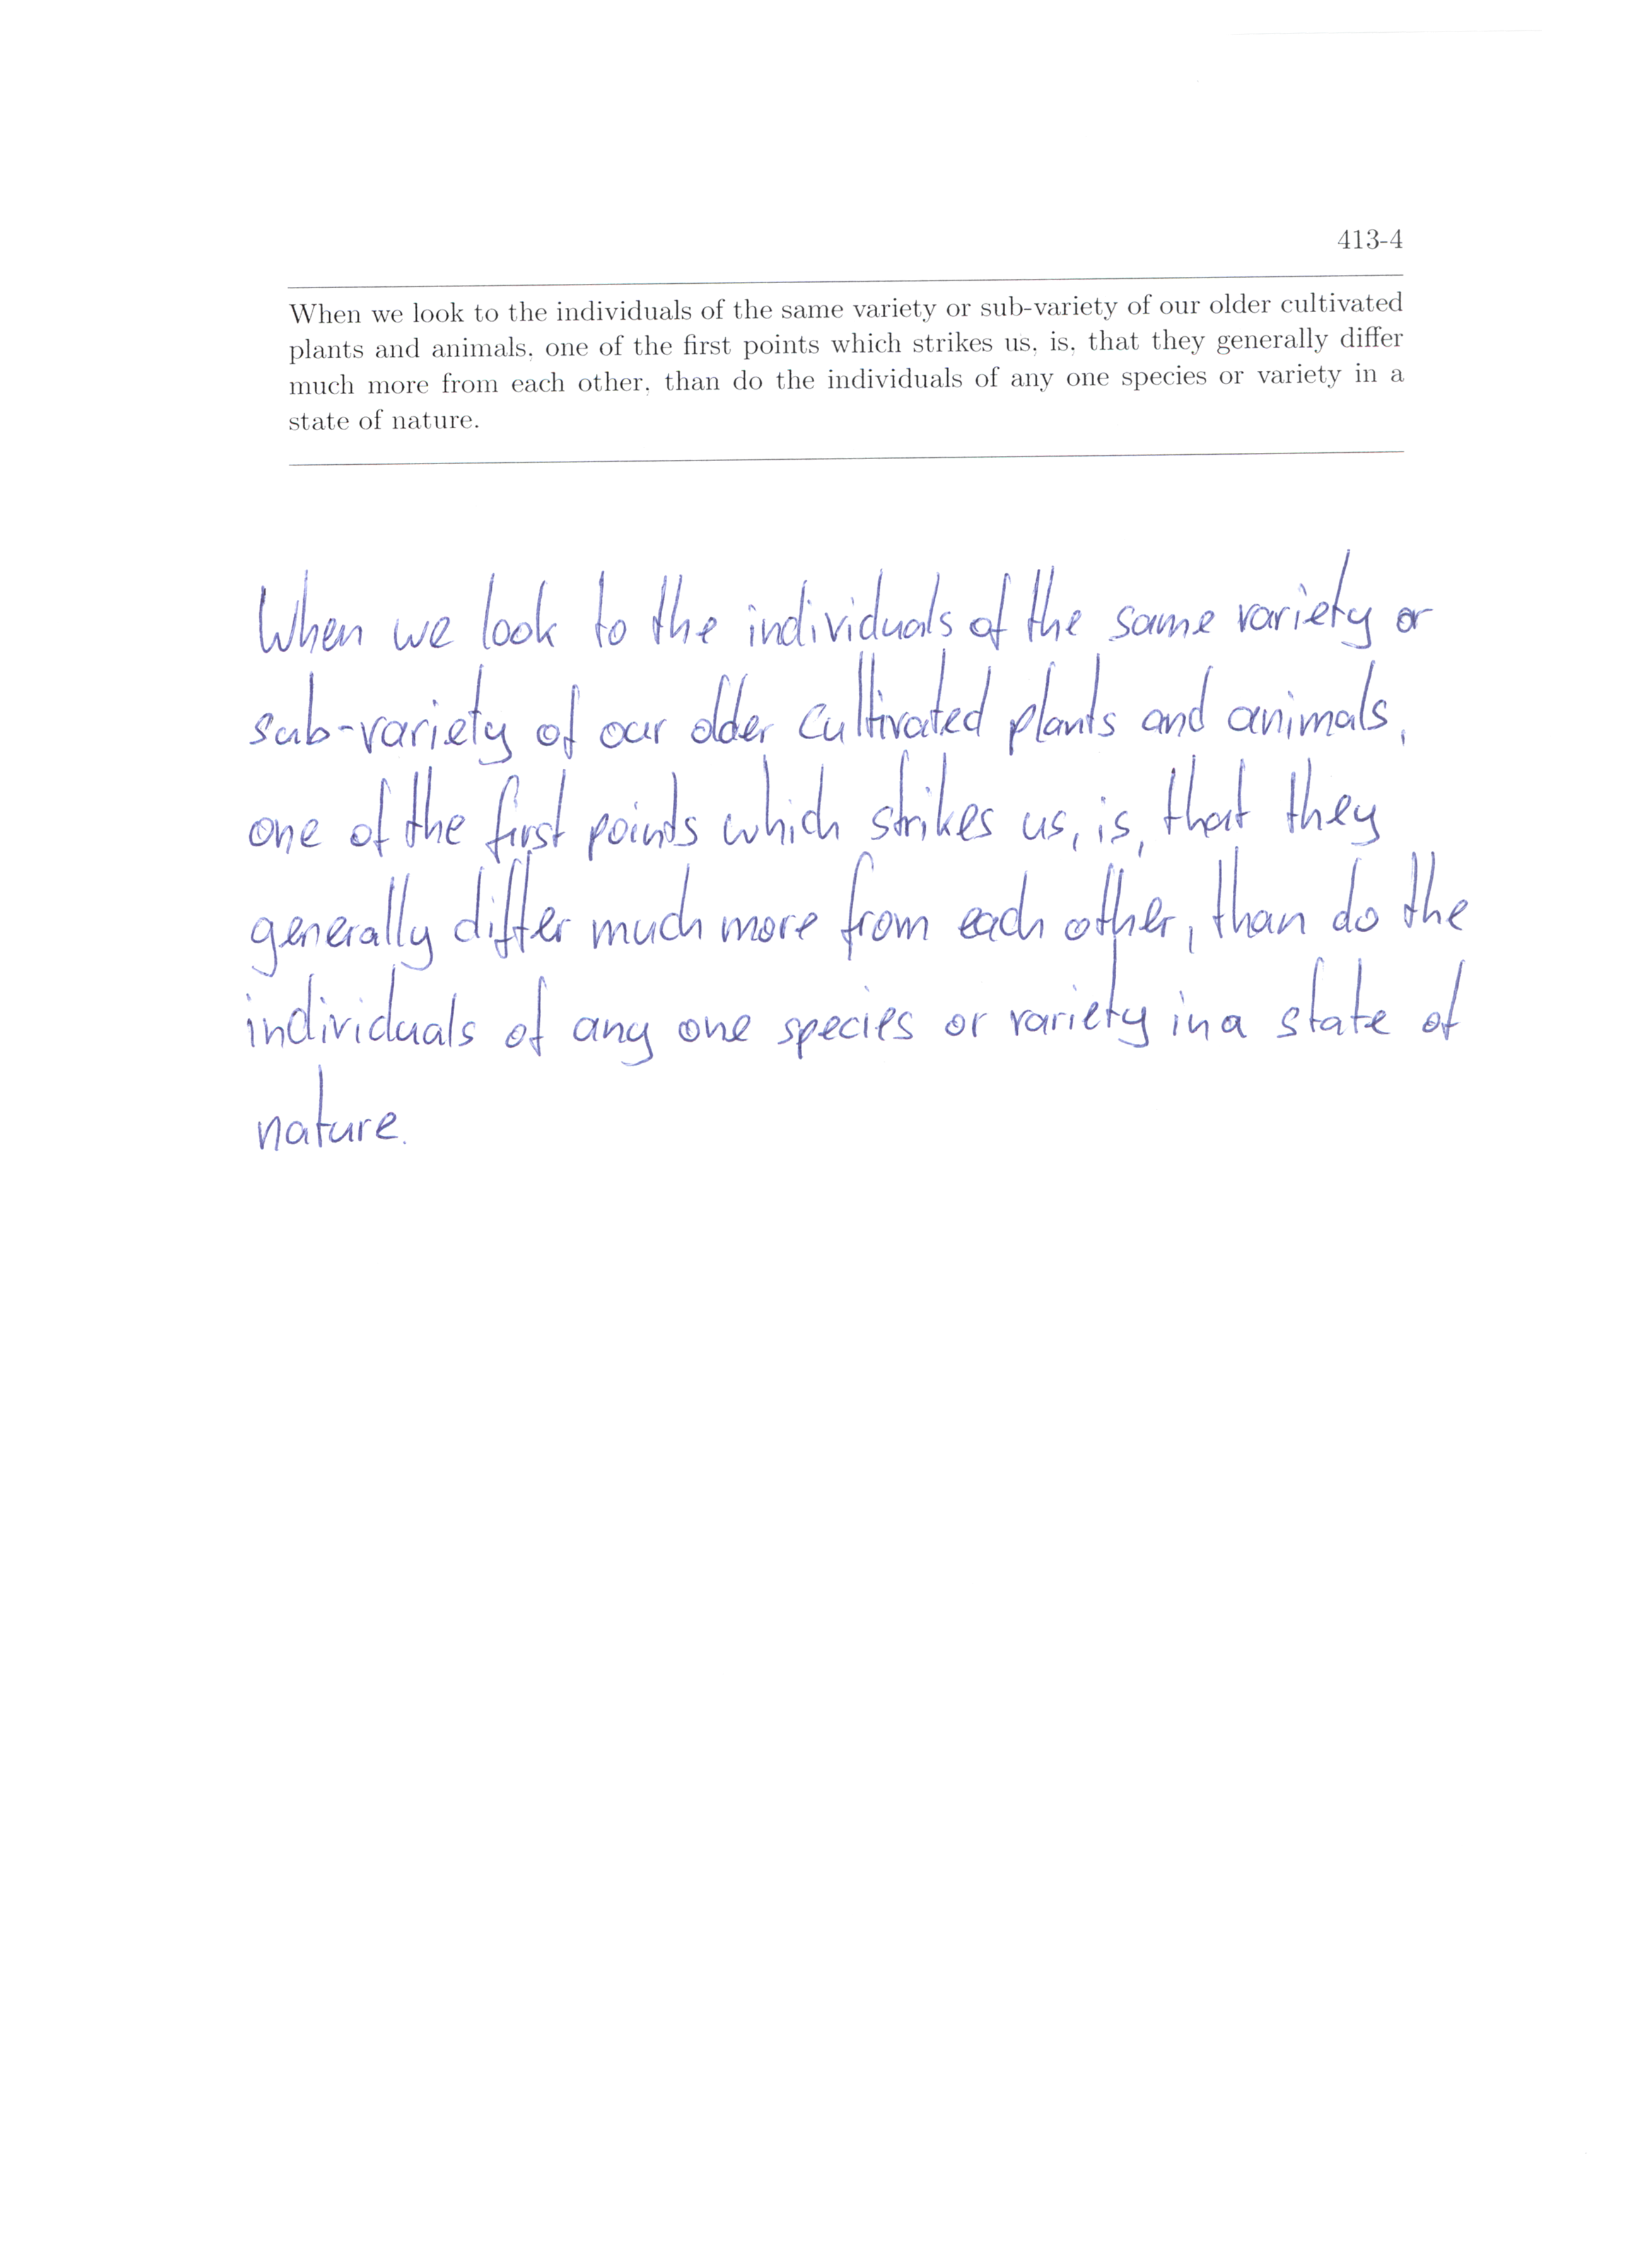 413-4
When we look to the individuals of the same variety or sub-variety of our older cultivated
plants and animals, one of the first points which strikes us, is, that they generally differ
much more from each other, than do the individuals of any one species or variety in a
state of nature.
When we look to the individuals of the same variety or
sub-variety of our older cultivated plants and animals,
one of the first points which strikes us, is, that they
generally differ much more from each other, than do the
individuals of any one species or variety in a state of
nature.